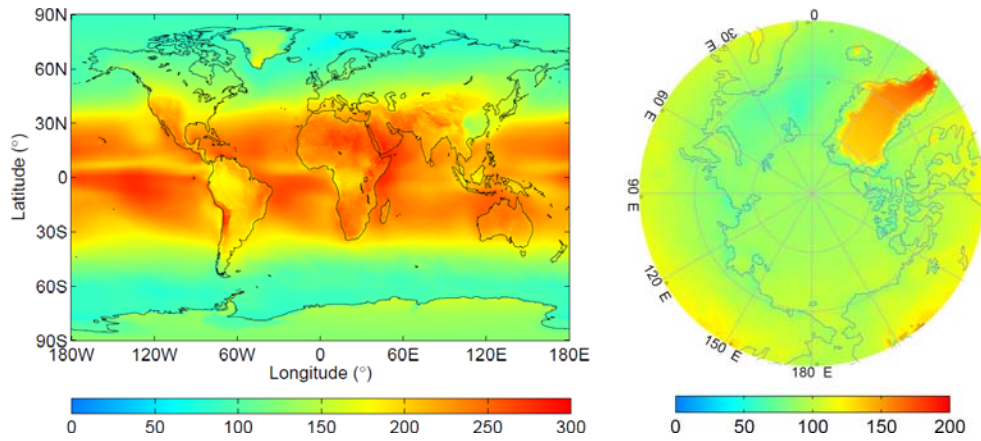 90N
60N
30N
0
30S
60S
90S
Latitude (°)
180W 120W 60W 0 60E 120E 180E
Longitude (°)
0 50 100 150 200 250 300
0
30 E
60 E
90 E
120 E
150 E
180 E
0 50 100 150 200